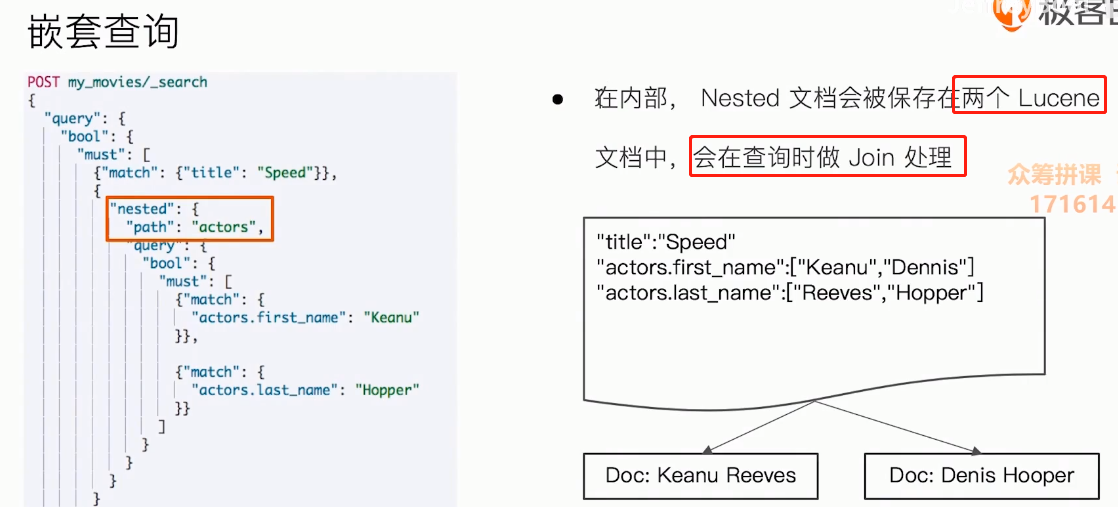 嵌套查询
POST my_movies/_search
{
"query": {
"bool": {
"must": [
{"match": {"title": "Speed"}},
{
"nested": {
"path": "actors",
"query": {
"bool": {
"must": [
{"match": {
"actors.first_name": "Keanu"
}},
{"match": {
"actors.last_name": "Hopper"
}}
]
}
}
}
}
极客
● 在内部， Nested 文档会被保存在两个 Lucene
文档中，会在查询时做 Join 处理
众筹拼课
171614
"title":"Speed"
"actors.first_name":["Keanu","Dennis"]
"actors.last_name":["Reeves","Hopper"]
Doc: Keanu Reeves
Doc: Denis Hooper